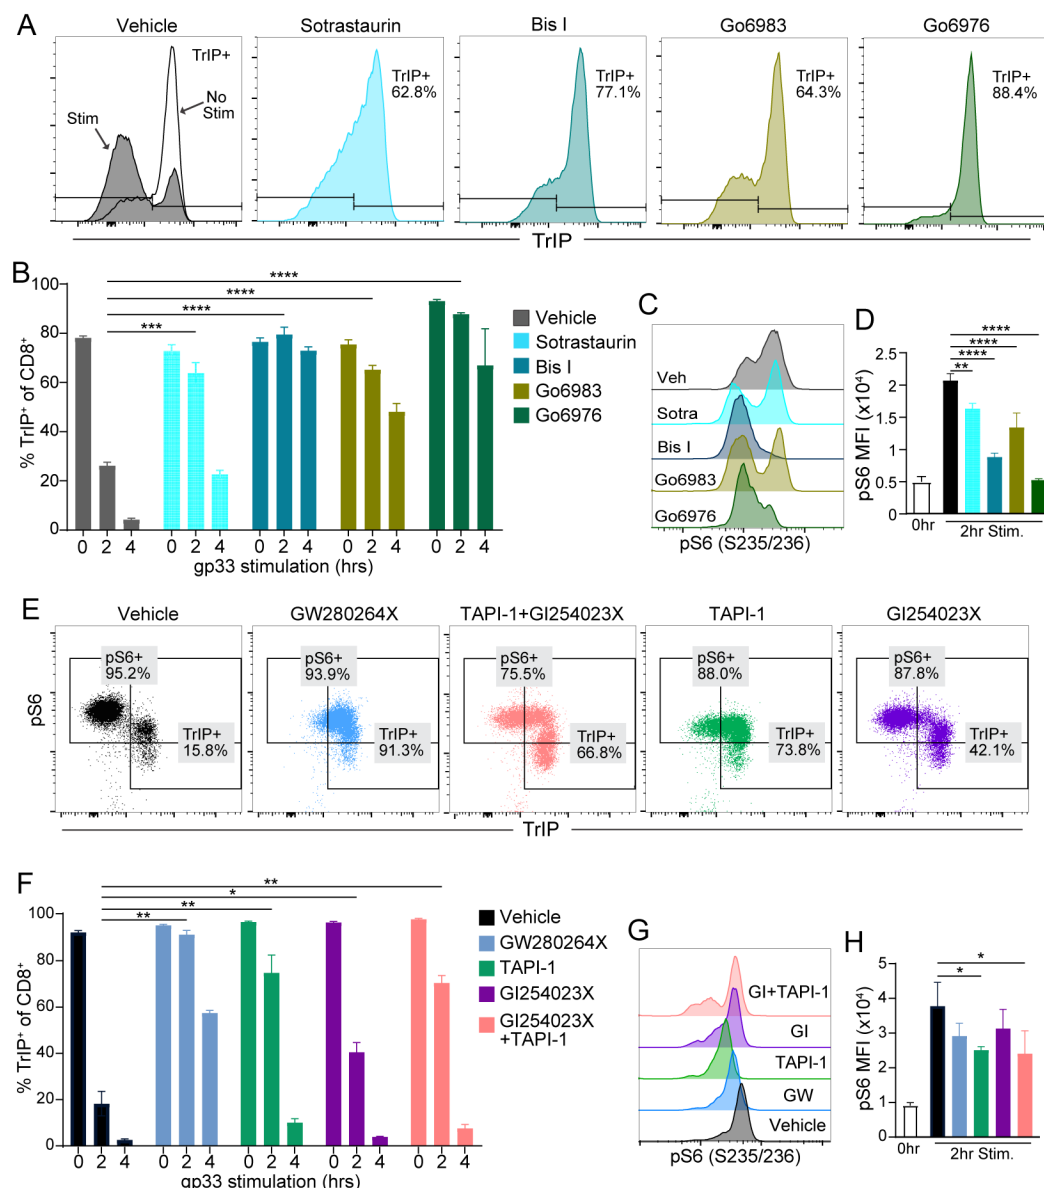 A
Vehicle
Sotrastaurin
Bis I
Go6983
Go6976
TrIP+
No
Stim
Stim
TrIP+
62.8%
TrIP+
77.1%
TrIP+
64.3%
TrIP+
88.4%
TrIP
B
% TrIP+ of CD8+
100
80
60
40
20
0
***
****
****
****
0 2 4
0 2 4
0 2 4
0 2 4
0 2 4
gp33 stimulation (hrs)
Vehicle
Sotrastaurin
Bis I
Go6983
Go6976
C
Veh
Sotra
Bis I
Go6983
Go6976
pS6 (S235/236)
D
pS6 MFI (x10⁴)
2.5
2
1.5
1
0.5
0
****
****
****
**
0hr
2hr Stim.
E
Vehicle
GW280264X
TAPI-1+GI254023X
TAPI-1
GI254023X
pS6
pS6+
95.2%
TrIP+
15.8%
pS6+
93.9%
TrIP+
91.3%
pS6+
75.5%
TrIP+
66.8%
pS6+
88.0%
TrIP+
73.8%
pS6+
87.8%
TrIP+
42.1%
TrIP
F
% TrIP+ of CD8+
100
80
60
40
20
0
**
*
**
**
0 2 4
0 2 4
0 2 4
0 2 4
0 2 4
gp33 stimulation (hrs)
Vehicle
GW280264X
TAPI-1
GI254023X
GI254023X
+TAPI-1
G
GI+TAPI-1
GI
TAPI-1
GW
Vehicle
pS6 (S235/236)
H
pS6 MFI (x10⁴)
5
4
3
2
1
0
*
*
0hr
2hr Stim.